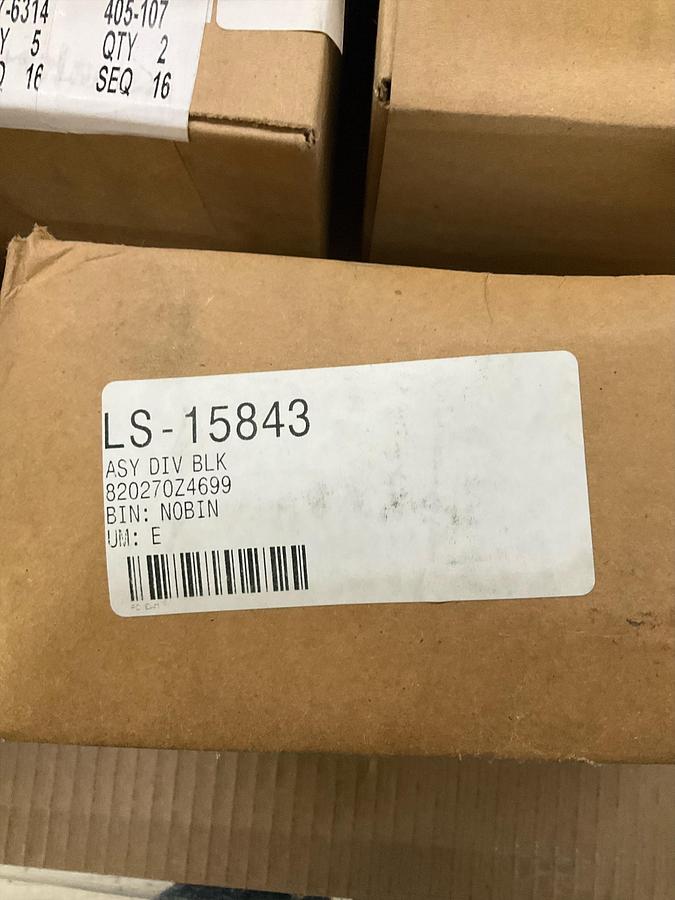 -6314
405-107
Y 5
QTY 2
16
SEQ 16
LS-15843
ASY DIV BLK
820270Z4699
BIN: NOBIN
UM: E